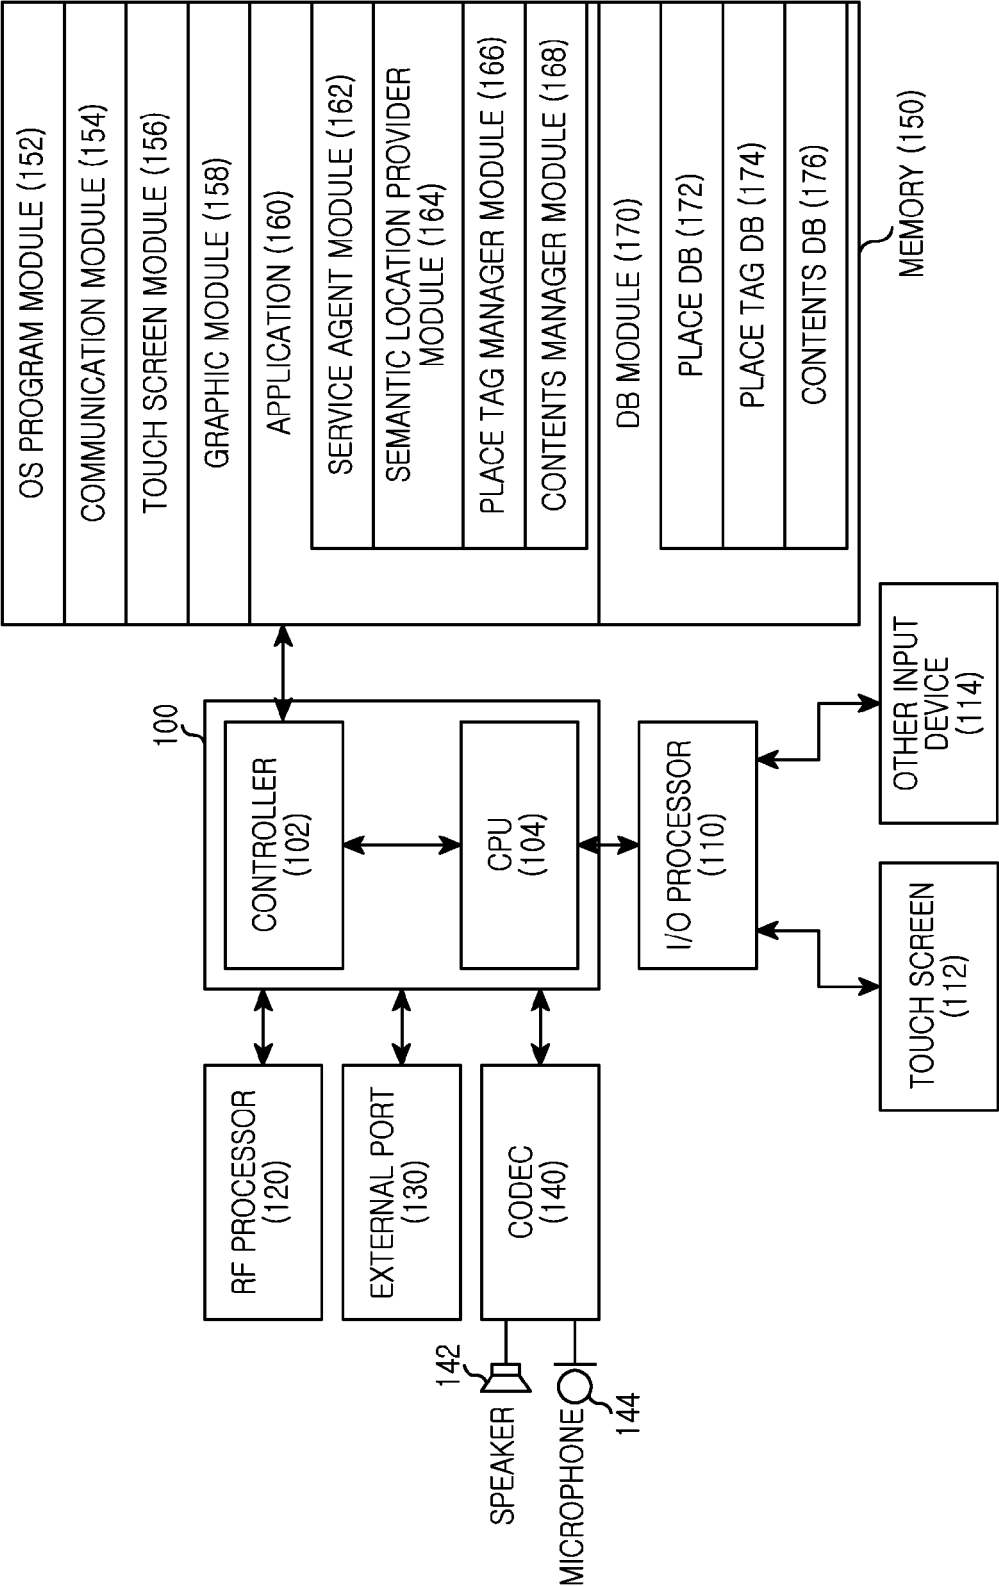 OS PROGRAM MODULE (152)
COMMUNICATION MODULE (154)
TOUCH SCREEN MODULE (156)
GRAPHIC MODULE (158)
APPLICATION (160)
SERVICE AGENT MODULE (162)
SEMANTIC LOCATION PROVIDER
MODULE (164)
PLACE TAG MANAGER MODULE (166)
CONTENTS MANAGER MODULE (168)
DB MODULE (170)
PLACE DB (172)
PLACE TAG DB (174)
CONTENTS DB (176)
MEMORY (150)
100
CONTROLLER
(102)
CPU
(104)
I/O PROCESSOR
(110)
OTHER INPUT
DEVICE
(114)
TOUCH SCREEN
(112)
RF PROCESSOR
(120)
EXTERNAL PORT
(130)
CODEC
(140)
142
SPEAKER
MICROPHONE
144